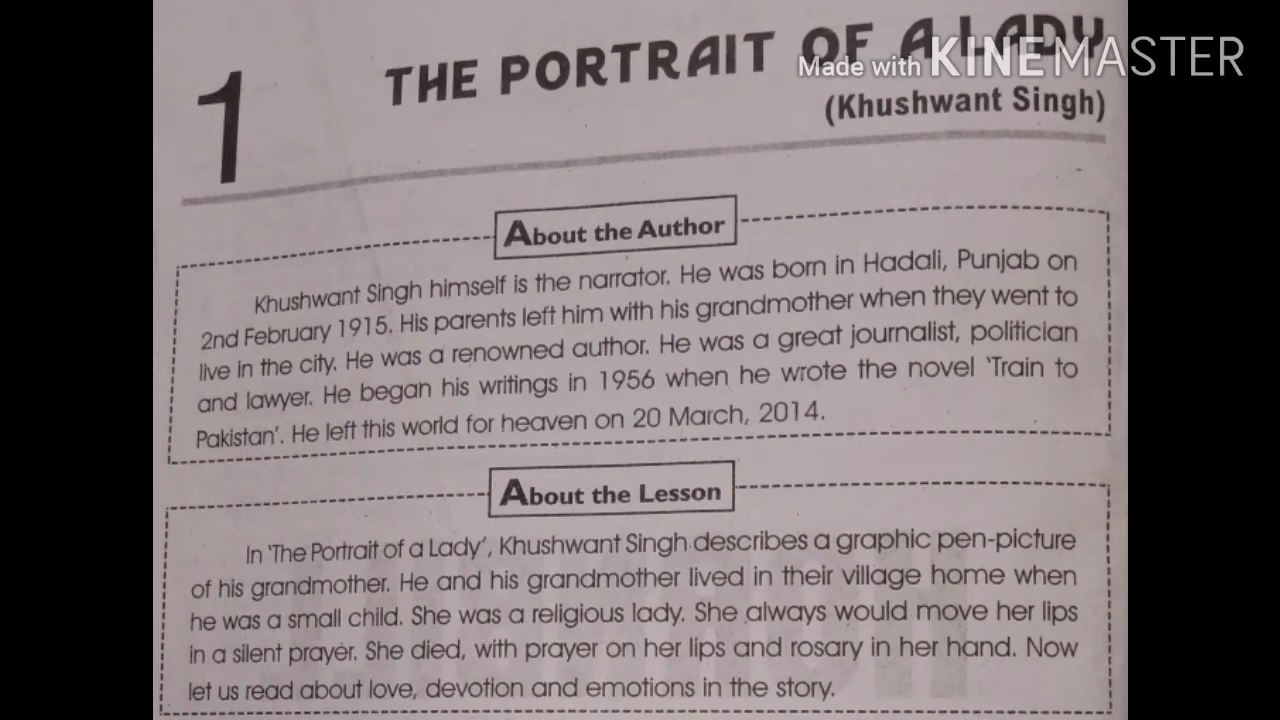 1
THE PORTRAIT OF A LADY
Made with KINEMASTER
(Khushwant Singh)
About the Author
Khushwant Singh himself is the narrator. He was born in Hadali, Punjab on
2nd February 1915. His parents left him with his grandmother when they went to
live in the city. He was a renowned author. He was a great journalist, politician
and lawyer. He began his writings in 1956 when he wrote the novel 'Train to
Pakistan'. He left this world for heaven on 20 March, 2014.
About the Lesson
In 'The Portrait of a Lady', Khushwant Singh describes a graphic pen-picture
of his grandmother. He and his grandmother lived in their village home when
he was a small child. She was a religious lady. She always would move her lips
in a silent prayer. She died, with prayer on her lips and rosary in her hand. Now
let us read about love, devotion and emotions in the story.